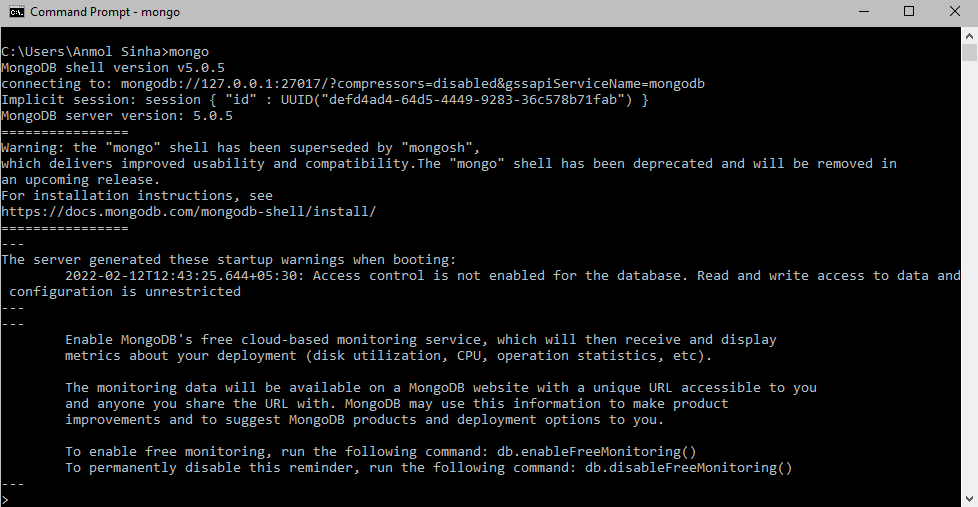 Command Prompt - mongo
C:\Users\Anmol Sinha>mongo
MongoDB shell version v5.0.5
connecting to: mongodb://127.0.0.1:27017/?compressors=disabled&gssapiServiceName=mongodb
Implicit session: session { "id" : UUID("defd4ad4-64d5-4449-9283-36c578b71fab") }
MongoDB server version: 5.0.5
================
Warning: the "mongo" shell has been superseded by "mongosh",
which delivers improved usability and compatibility.The "mongo" shell has been deprecated and will be removed in
an upcoming release.
For installation instructions, see
https://docs.mongodb.com/mongodb-shell/install/
================
---
The server generated these startup warnings when booting:
        2022-02-12T12:43:25.644+05:30: Access control is not enabled for the database. Read and write access to data and
 configuration is unrestricted
---
---
        Enable MongoDB's free cloud-based monitoring service, which will then receive and display
        metrics about your deployment (disk utilization, CPU, operation statistics, etc).

        The monitoring data will be available on a MongoDB website with a unique URL accessible to you
        and anyone you share the URL with. MongoDB may use this information to make product
        improvements and to suggest MongoDB products and deployment options to you.

        To enable free monitoring, run the following command: db.enableFreeMonitoring()
        To permanently disable this reminder, run the following command: db.disableFreeMonitoring()
---
>